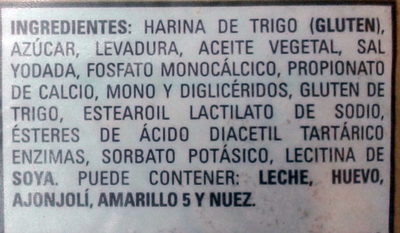 INGREDIENTES: HARINA DE TRIGO (GLUTEN),
AZÚCAR, LEVADURA, ACEITE VEGETAL, SAL
YODADA, FOSFATO MONOCÁLCICO, PROPIONATO
DE CALCIO, MONO Y DIGLICÉRIDOS, GLUTEN DE
TRIGO, ESTEAROIL LACTILATO DE SODIO,
ÉSTERES DE ÁCIDO DIACETIL TARTÁRICO
ENZIMAS, SORBATO POTÁSICO, LECITINA DE
SOYA. PUEDE CONTENER: LECHE, HUEVO,
AJONJOLÍ, AMARILLO 5 Y NUEZ.